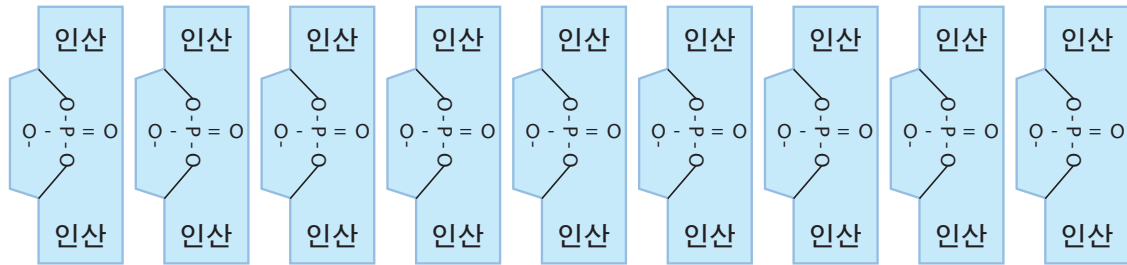 인산 인산 인산 인산 인산 인산 인산 인산 인산
O O O O O O O O O
O - P = O O - P = O O - P = O O - P = O O - P = O O - P = O O - P = O O - P = O O - P = O
- - - - - - - - -
O O O O O O O O O
인산 인산 인산 인산 인산 인산 인산 인산 인산